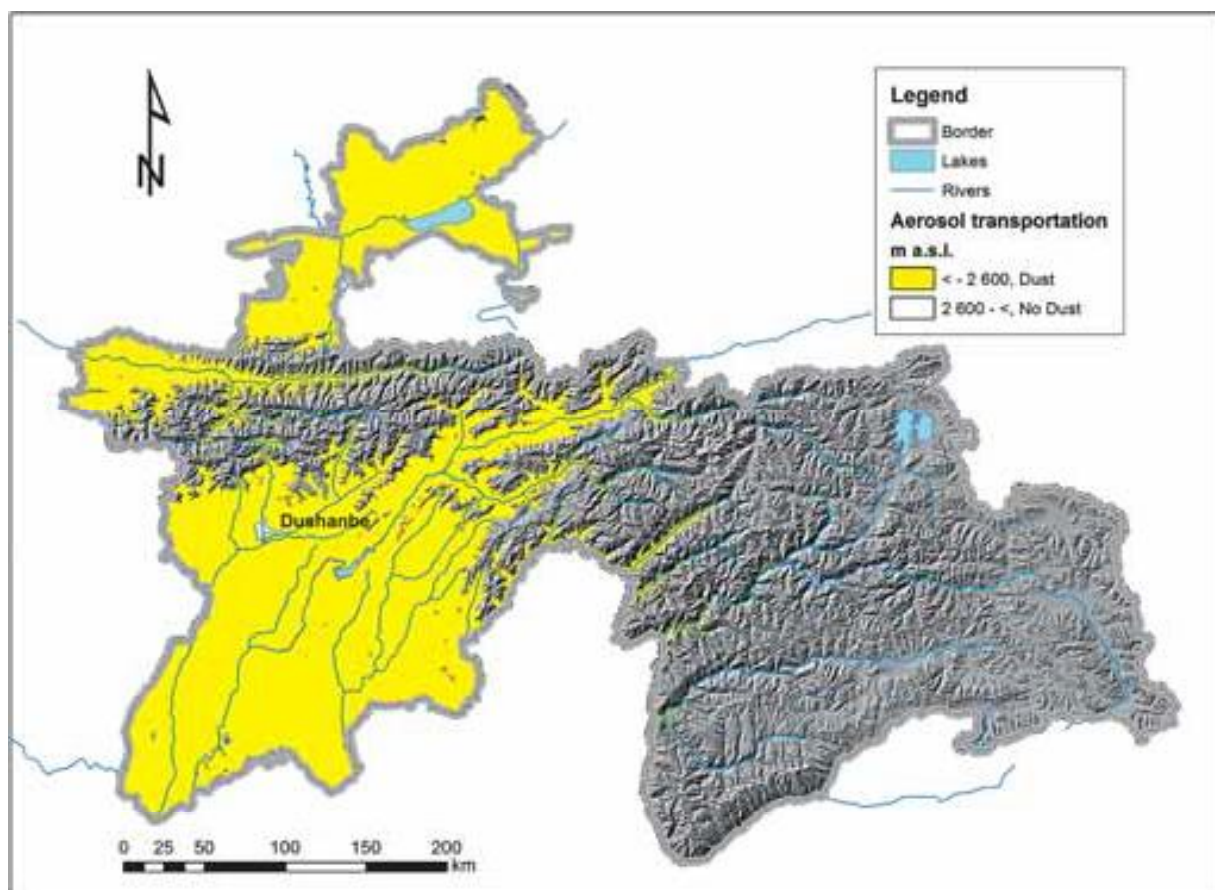 N
Legend
Border
Lakes
Rivers
Aerosol transportation
m a.s.l.
< - 2 600, Dust
2 600 - <, No Dust
Dushanbe
0 25 50 100 150 200
km